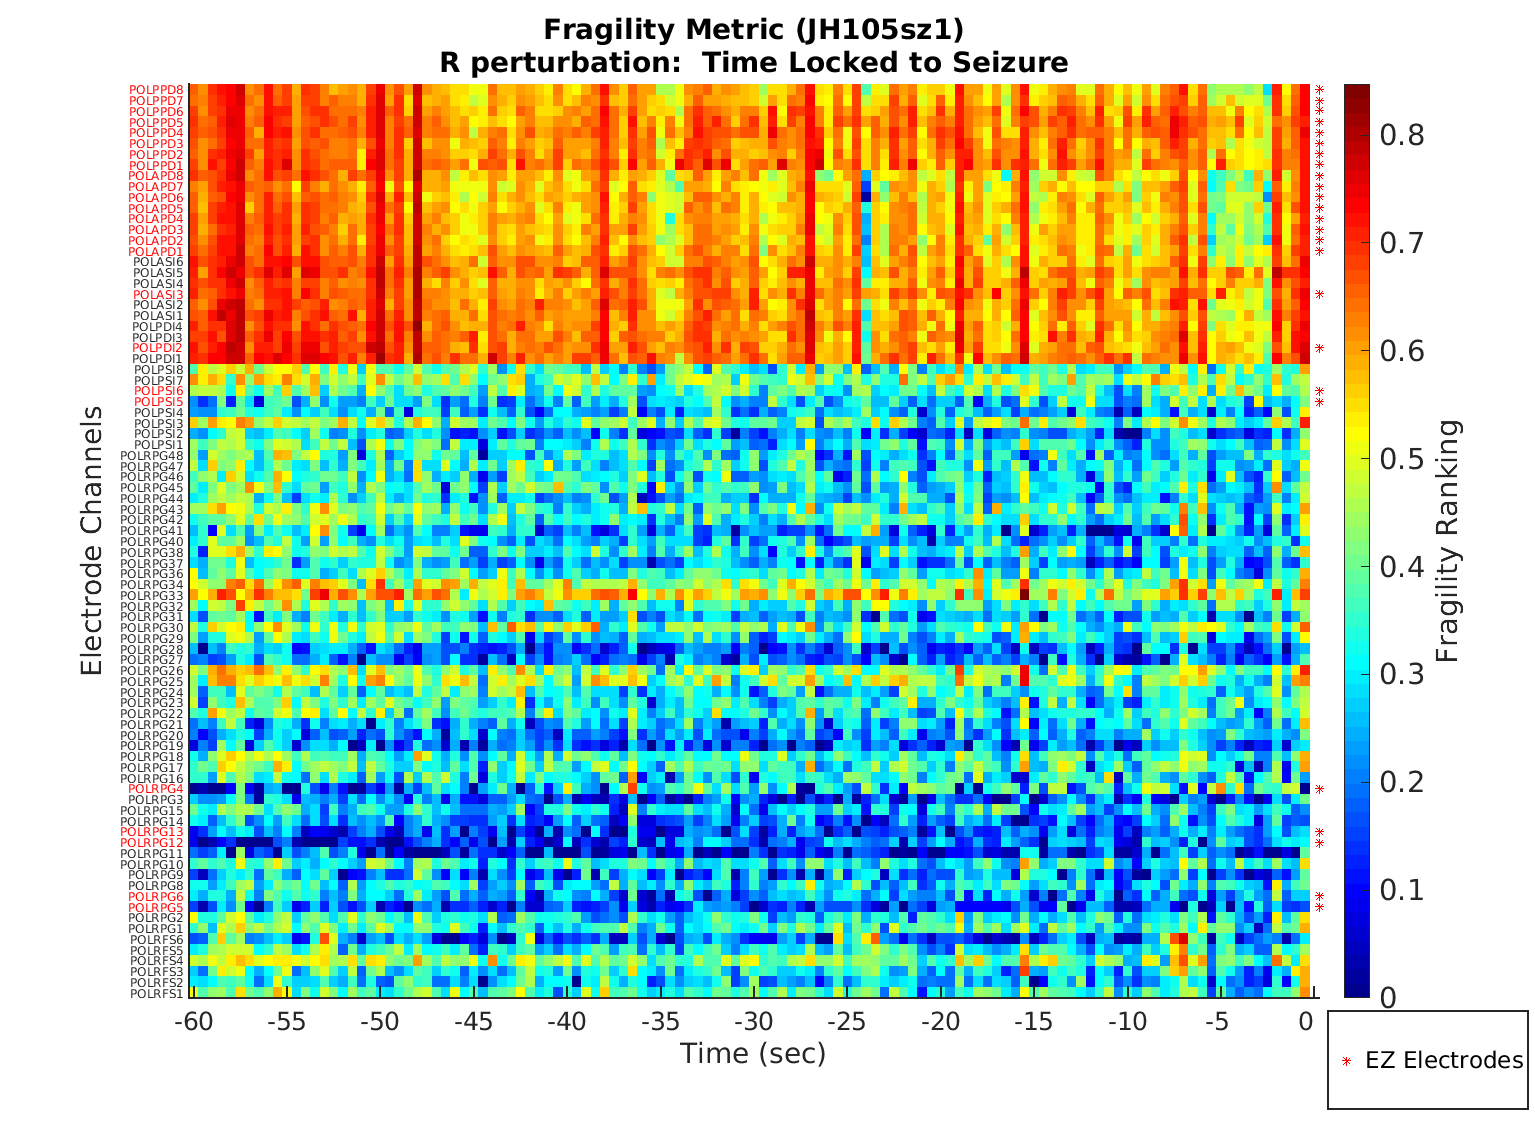 Fragility Metric (JH105sz1)
R perturbation:  Time Locked to Seizure
Electrode Channels
POLPPD8
POLPPD7
POLPPD6
POLPPD5
POLPPD4
POLPPD3
POLPPD2
POLPPD1
POLAPD8
POLAPD7
POLAPD6
POLAPD5
POLAPD4
POLAPD3
POLAPD2
POLAPD1
POLASI6
POLASI5
POLASI4
POLASI3
POLASI2
POLASI1
POLPDI4
POLPDI3
POLPDI2
POLPDI1
POLPSI8
POLPSI7
POLPSI6
POLPSI5
POLPSI4
POLPSI3
POLPSI2
POLPSI1
POLRPG48
POLRPG47
POLRPG46
POLRPG45
POLRPG44
POLRPG43
POLRPG42
POLRPG41
POLRPG40
POLRPG38
POLRPG37
POLRPG36
POLRPG34
POLRPG33
POLRPG32
POLRPG31
POLRPG30
POLRPG29
POLRPG28
POLRPG27
POLRPG26
POLRPG25
POLRPG24
POLRPG23
POLRPG22
POLRPG21
POLRPG20
POLRPG19
POLRPG18
POLRPG17
POLRPG16
POLRPG4
POLRPG3
POLRPG15
POLRPG14
POLRPG13
POLRPG12
POLRPG11
POLRPG10
POLRPG9
POLRPG8
POLRPG6
POLRPG5
POLRPG2
POLRPG1
POLRFS6
POLRFS5
POLRFS4
POLRFS3
POLRFS2
POLRFS1
-60 -55 -50 -45 -40 -35 -30 -25 -20 -15 -10 -5 0
Time (sec)
0.8
0.7
0.6
0.5
0.4
0.3
0.2
0.1
0
Fragility Ranking
EZ Electrodes